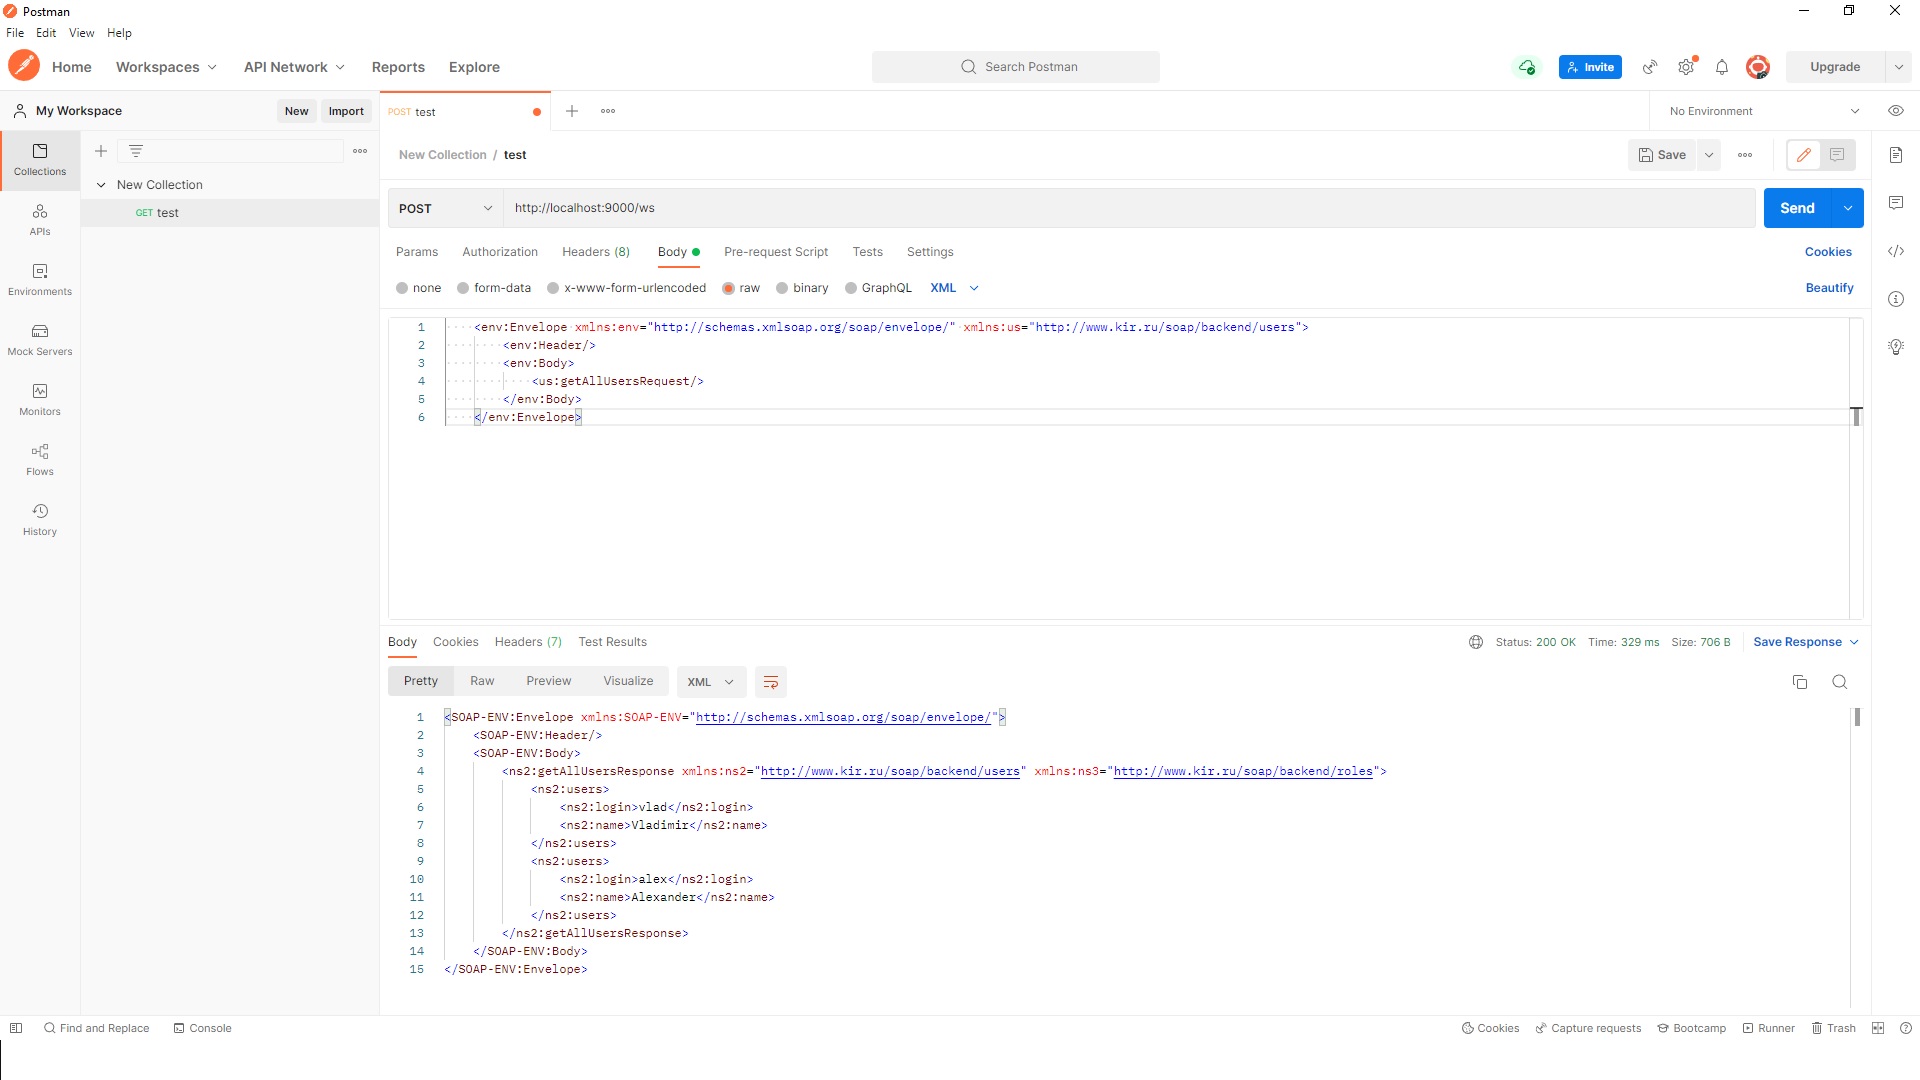 Postman
File Edit View Help
Home Workspaces API Network Reports Explore
Search Postman
Invite
Upgrade
My Workspace
New Import
POST test
No Environment
Collections
New Collection
GET test
APIs
Environments
Mock Servers
Monitors
Flows
History
New Collection / test
Save
POST http://localhost:9000/ws
Send
Params Authorization Headers (8) Body Pre-request Script Tests Settings
Cookies
none form-data x-www-form-urlencoded raw binary GraphQL XML
Beautify
1 <env:Envelope xmlns:env="http://schemas.xmlsoap.org/soap/envelope/" xmlns:us="http://www.kir.ru/soap/backend/users">
2 <env:Header/>
3 <env:Body>
4 <us:getAllUsersRequest/>
5 </env:Body>
6 </env:Envelope>
Body Cookies Headers (7) Test Results
Status: 200 OK Time: 329 ms Size: 706 B Save Response
Pretty Raw Preview Visualize XML
1 <SOAP-ENV:Envelope xmlns:SOAP-ENV="http://schemas.xmlsoap.org/soap/envelope/">
2 <SOAP-ENV:Header/>
3 <SOAP-ENV:Body>
4 <ns2:getAllUsersResponse xmlns:ns2="http://www.kir.ru/soap/backend/users" xmlns:ns3="http://www.kir.ru/soap/backend/roles">
5 <ns2:users>
6 <ns2:login>vlad</ns2:login>
7 <ns2:name>Vladimir</ns2:name>
8 </ns2:users>
9 <ns2:users>
10 <ns2:login>alex</ns2:login>
11 <ns2:name>Alexander</ns2:name>
12 </ns2:users>
13 </ns2:getAllUsersResponse>
14 </SOAP-ENV:Body>
15 </SOAP-ENV:Envelope>
Find and Replace Console
Cookies Capture requests Bootcamp Runner Trash